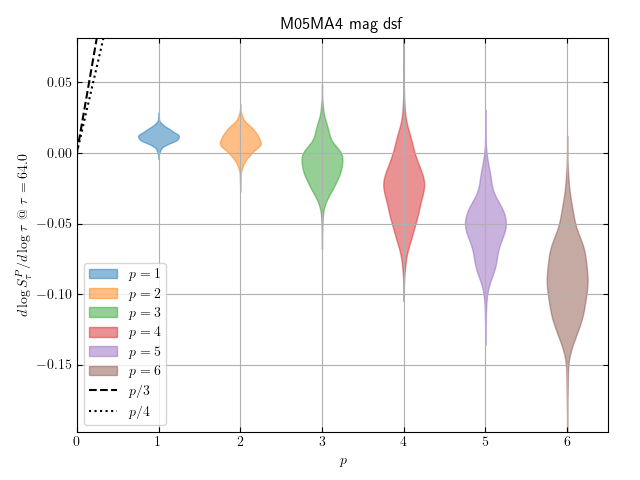 M05MA4 mag dsf
d log S_τ^P / d log τ @ τ = 64.0
0.05
0.00
−0.05
−0.10
−0.15
p = 1
p = 2
p = 3
p = 4
p = 5
p = 6
p/3
p/4
0 1 2 3 4 5 6
p